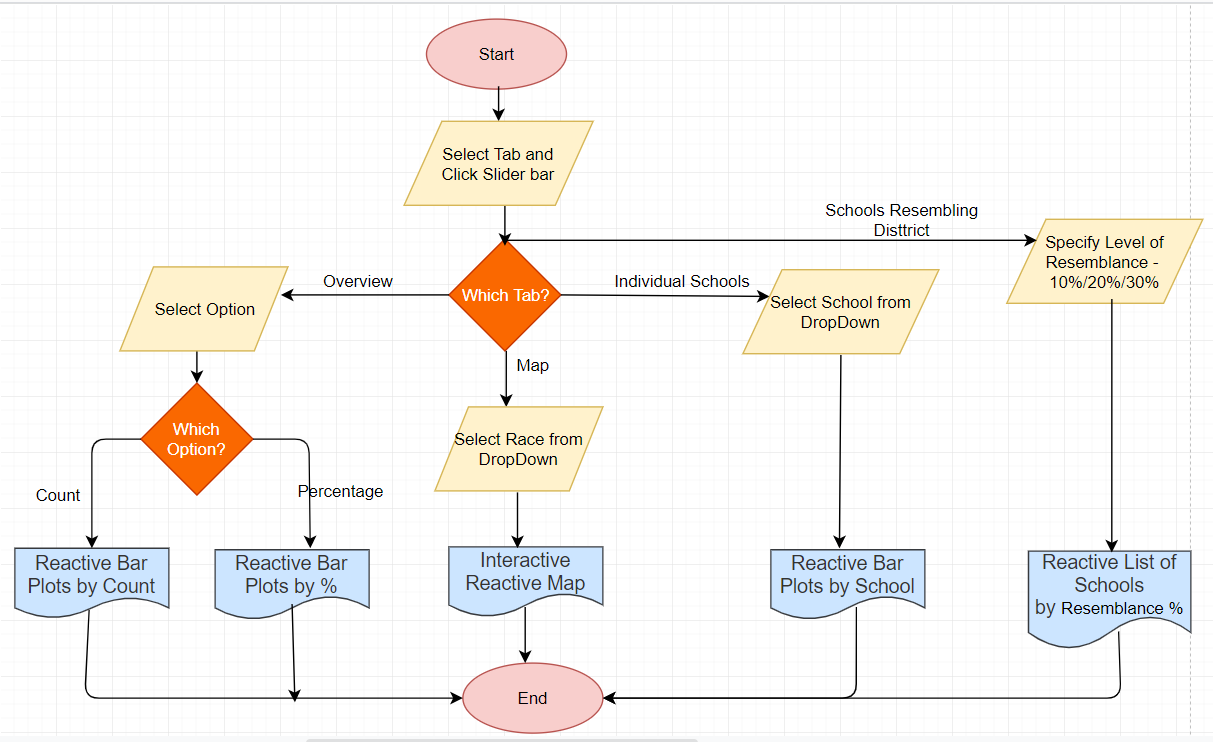 Start
Select Tab and
Click Slider bar
Schools Resembling
Disttrict
Specify Level of
Resemblance -
10%/20%/30%
Overview
Which Tab?
Individual Schools
Select Option
Select School from
DropDown
Map
Which
Option?
Select Race from
DropDown
Count
Percentage
Reactive Bar
Plots by Count
Reactive Bar
Plots by %
Interactive
Reactive Map
Reactive Bar
Plots by School
Reactive List of
Schools
by Resemblance %
End